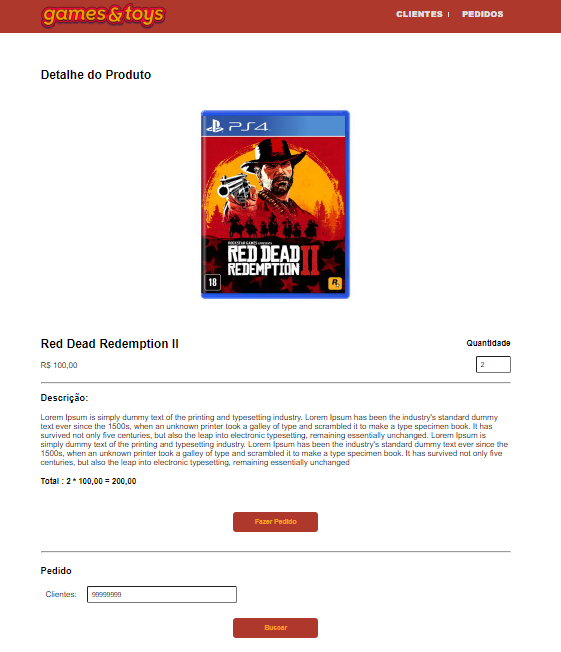 games&toys
CLIENTES
PEDIDOS
Detalhe do Produto
PS4
ROCKSTAR GAMES
RED DEAD
REDEMPTION II
18
R
Red Dead Redemption II
Quantidade
R$ 100,00
2
Descrição:
Lorem Ipsum is simply dummy text of the printing and typesetting industry. Lorem Ipsum has been the industry's standard dummy
text ever since the 1500s, when an unknown printer took a galley of type and scrambled it to make a type specimen book. It has
survived not only five centuries, but also the leap into electronic typesetting, remaining essentially unchanged. Lorem Ipsum is
simply dummy text of the printing and typesetting industry. Lorem Ipsum has been the industry's standard dummy text ever since the
1500s, when an unknown printer took a galley of type and scrambled it to make a type specimen book. It has survived not only five
centuries, but also the leap into electronic typesetting, remaining essentially unchanged
Total : 2 * 100,00 = 200,00
Fazer Pedido
Pedido
Clientes:
99999999
Buscar